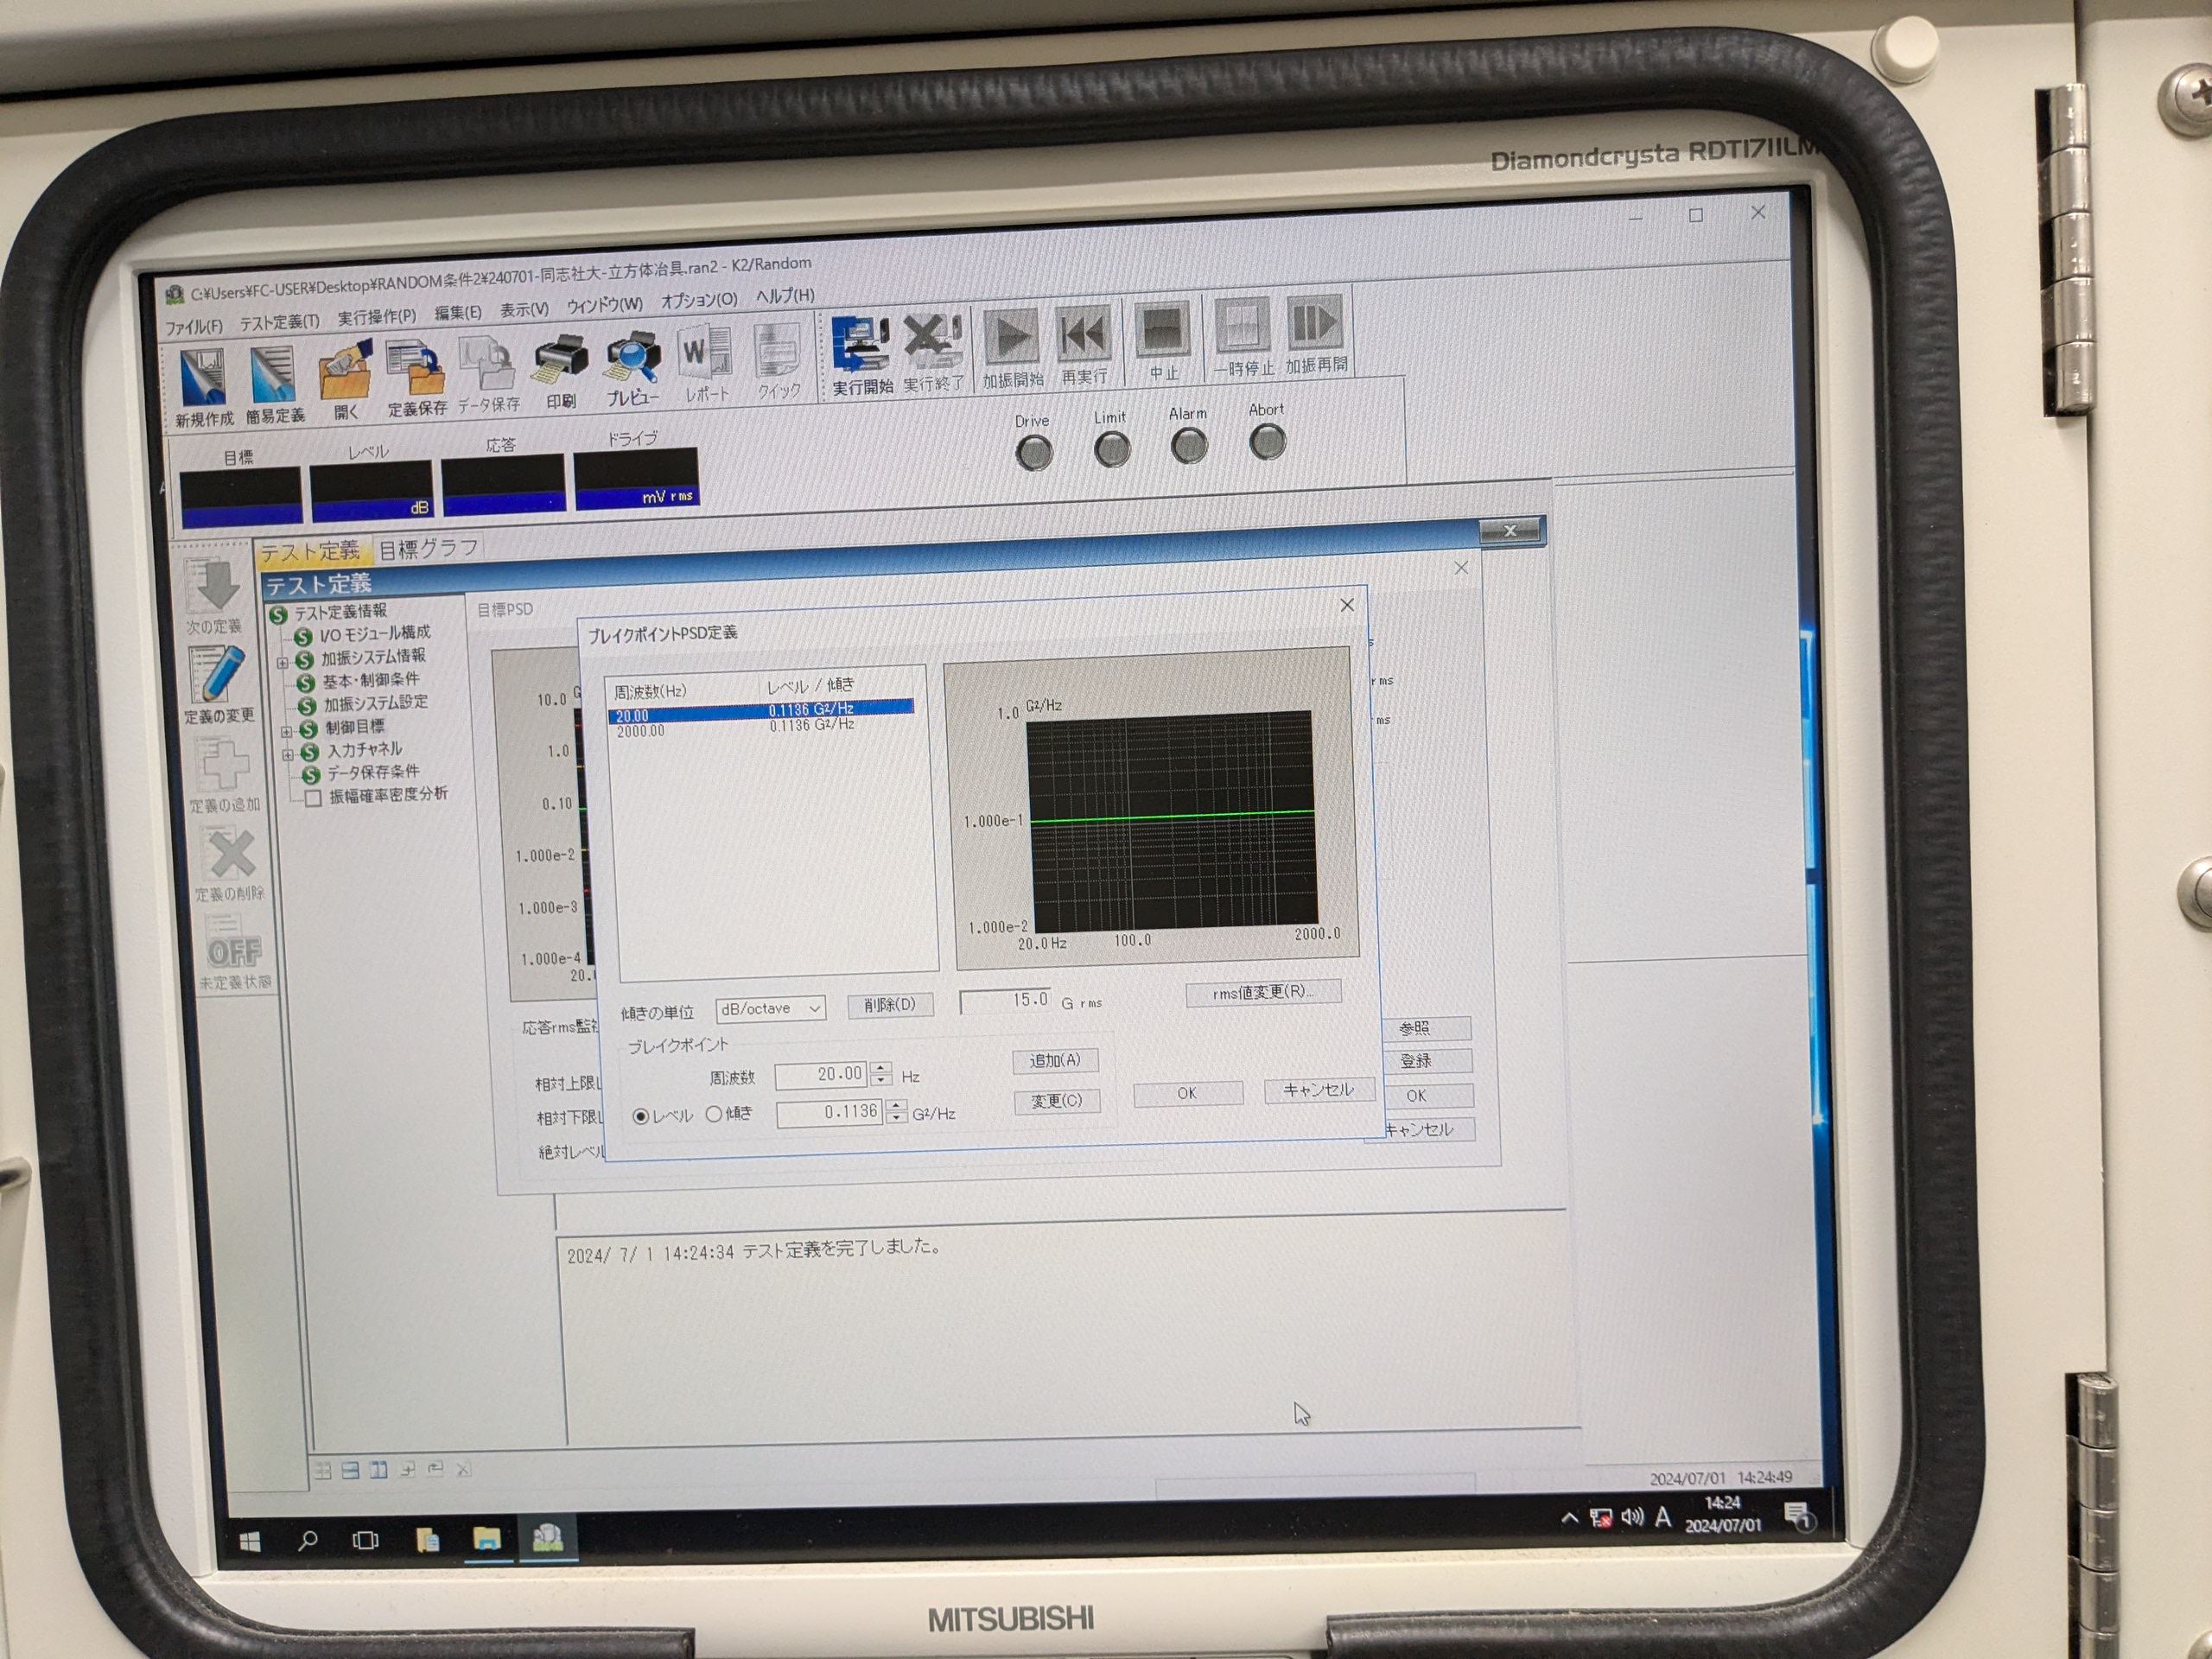 Diamondcrysta RDT1711LM
C:¥Users¥FC-USER¥Desktop¥RANDOM条件2¥240701-同志社大-立方体冶具.ran2 - K2/Random
ファイル(F) テスト定義(T) 実行操作(P) 編集(E) 表示(V) ウィンドウ(W) オプション(O) ヘルプ(H)
新規作成 簡易定義 開く 定義保存 データ保存 印刷 プレビュー レポート クイック 実行開始 実行終了 加振開始 再実行 中止 一時停止 加振再開
目標 レベル 応答 ドライブ Drive Limit Alarm Abort
dB mV rms
テスト定義 目標グラフ
テスト定義
次の定義
定義の変更
定義の追加
定義の削除
OFF
未定義状態
テスト定義情報
I/O モジュール構成
加振システム情報
基本・制御条件
加振システム設定
制御目標
入力チャネル
データ保存条件
振幅確率密度分析
目標PSD
10.0 G
1.0
0.10
1.000e-2
1.000e-3
1.000e-4
20.
rms
ms
応答rms監視
相対上限
相対下限
絶対レベル
参照
登録
OK
キャンセル
ブレイクポイントPSD定義
周波数(Hz) レベル / 傾き
20.00 0.1136 G²/Hz
2000.00 0.1136 G²/Hz
1.0 G²/Hz
1.000e-1
1.000e-2
20.0 Hz 100.0 2000.0
傾きの単位 dB/octave 削除(D) 15.0 G rms rms値変更(R)...
ブレイクポイント
周波数 20.00 Hz 追加(A)
レベル 傾き 0.1136 G²/Hz 変更(C) OK キャンセル
2024/ 7/ 1 14:24:34 テスト定義を完了しました。
2024/07/01 14:24:49
A 14:24
2024/07/01
1
MITSUBISHI